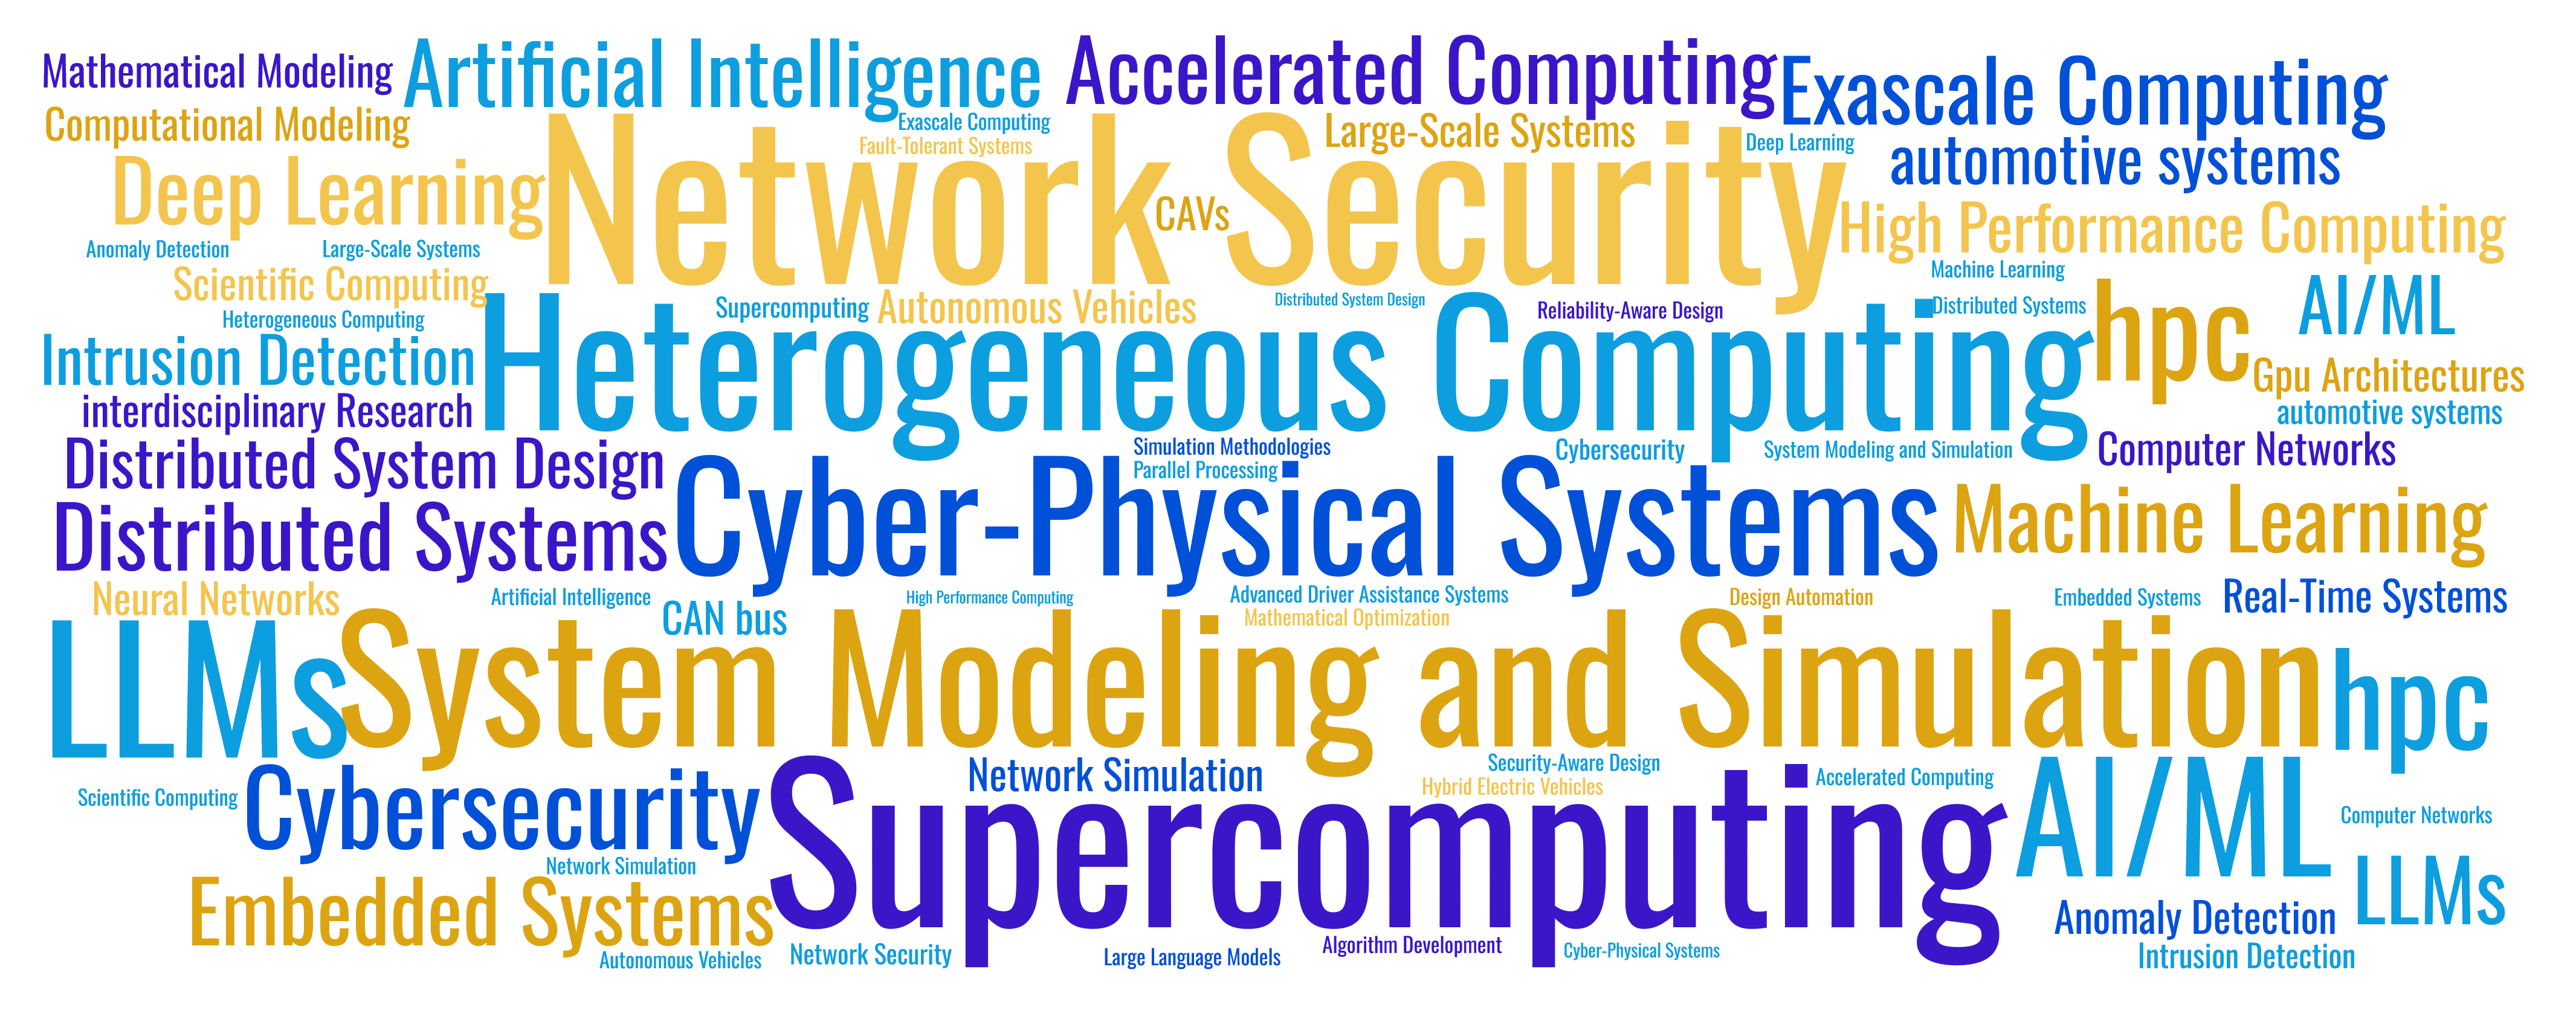 Mathematical Modeling
Artificial Intelligence
Accelerated Computing
Exascale Computing
Computational Modeling
Exascale Computing
Fault-Tolerant Systems
Large-Scale Systems
Deep Learning
automotive systems
Deep Learning
Network Security
CAVs
High Performance Computing
Anomaly Detection
Large-Scale Systems
Scientific Computing
Machine Learning
Supercomputing
Autonomous Vehicles
Distributed System Design
Reliability-Aware Design
Distributed Systems
hpc
AI/ML
Heterogeneous Computing
Intrusion Detection
Heterogeneous Computing
Gpu Architectures
interdisciplinary Research
automotive systems
Distributed System Design
Simulation Methodologies
Parallel Processing
Cybersecurity
System Modeling and Simulation
Computer Networks
Distributed Systems
Cyber-Physical Systems
Machine Learning
Neural Networks
Artificial Intelligence
CAN bus
High Performance Computing
Advanced Driver Assistance Systems
Mathematical Optimization
Design Automation
Embedded Systems
Real-Time Systems
LLMs
System Modeling and Simulation
hpc
Scientific Computing
Cybersecurity
Network Simulation
Security-Aware Design
Hybrid Electric Vehicles
Accelerated Computing
Supercomputing
AI/ML
Computer Networks
Network Simulation
LLMs
Embedded Systems
Anomaly Detection
Autonomous Vehicles
Network Security
Large Language Models
Algorithm Development
Cyber-Physical Systems
Intrusion Detection